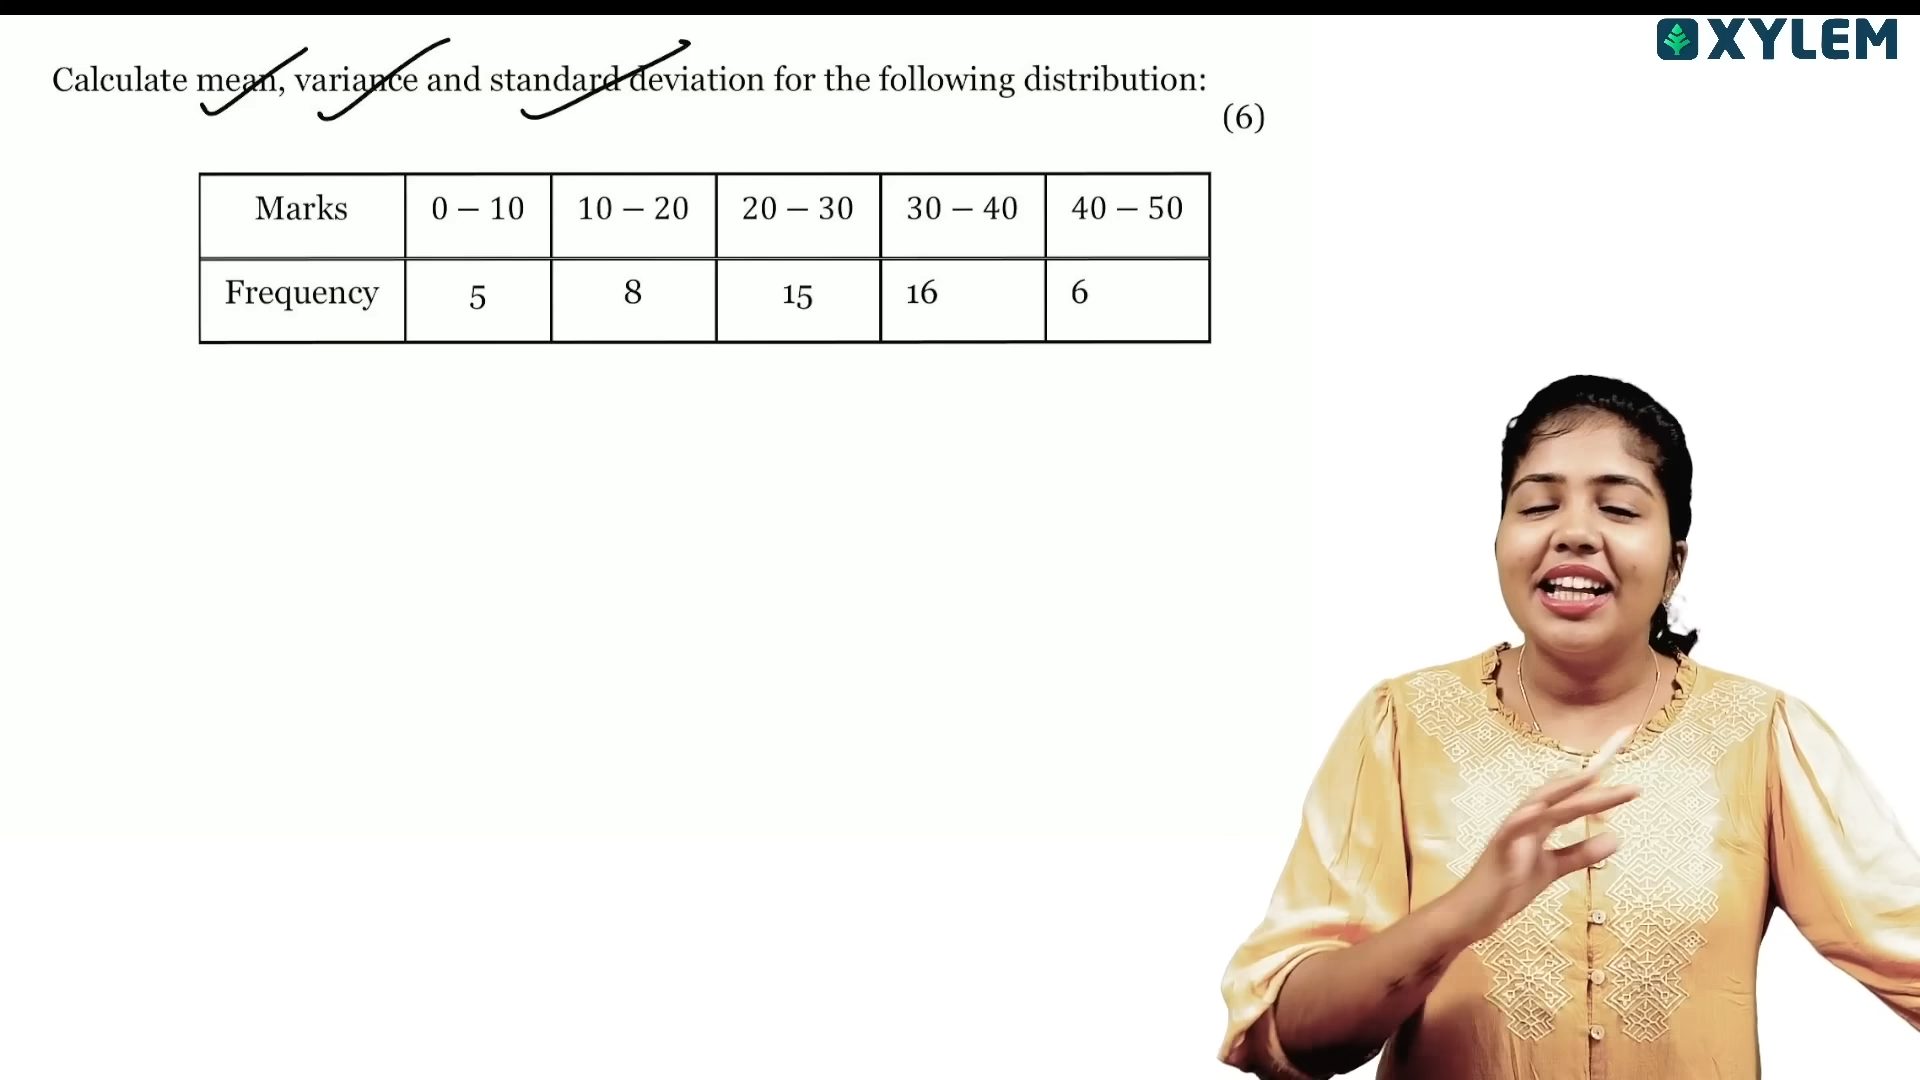 XYLEM
Calculate mean, variance and standard deviation for the following distribution:
(6)
Marks 0 – 10 10 – 20 20 – 30 30 – 40 40 – 50
Frequency 5 8 15 16 6